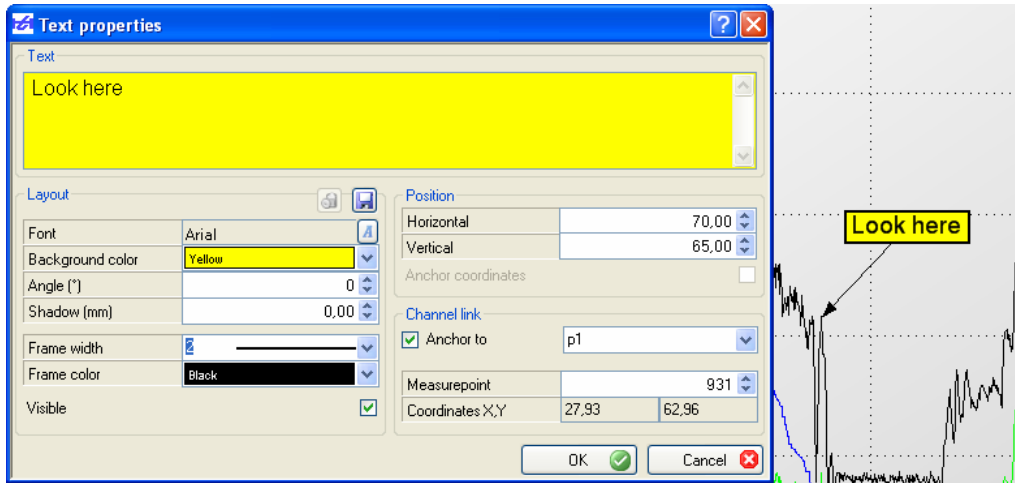 Text properties
Text
Look here
Layout
Font Arial
Background color Yellow
Angle (°) 0
Shadow (mm) 0,00
Frame width 2
Frame color Black
Visible
Position
Horizontal 70,00
Vertical 65,00
Anchor coordinates
Channel link
Anchor to p1
Measurepoint 931
Coordinates X,Y 27,93 62,96
OK Cancel
Look here